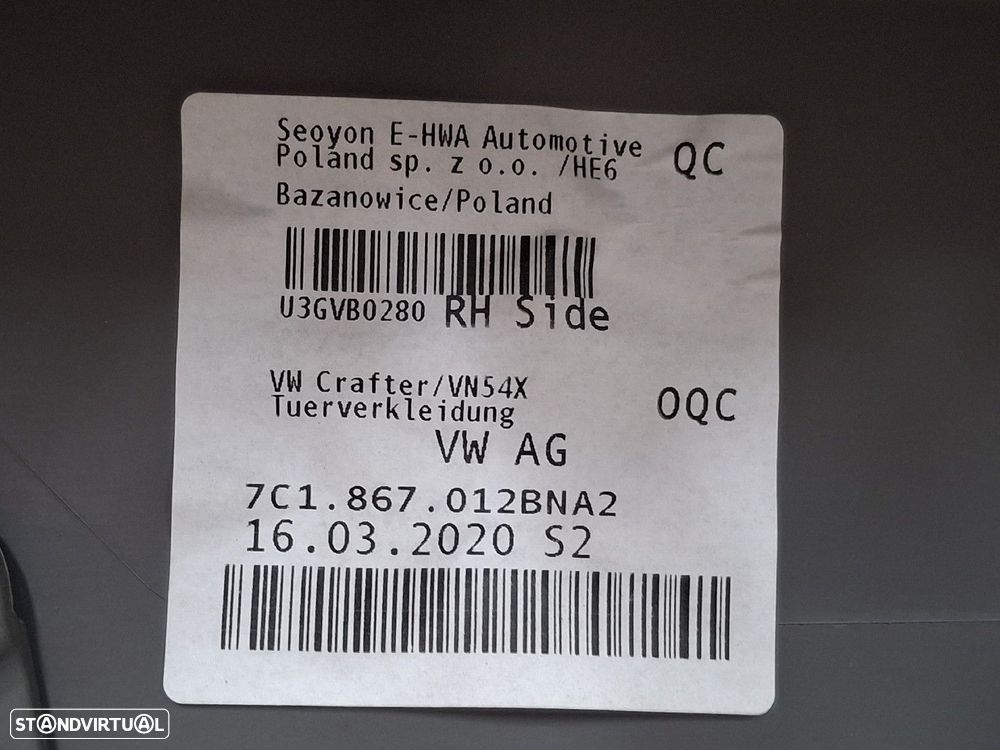 Seoyon E-HWA Automotive
Poland sp. z o.o. /HE6
QC
Bazanowice/Poland
U3GVB0280 RH Side
VW Crafter/VN54X
Tuerverkleidung
OQC
VW AG
7C1.867.012BNA2
16.03.2020 S2
STANDVIRTUAL